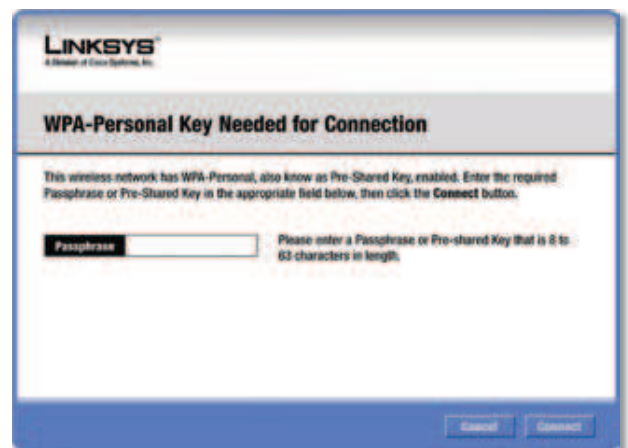 LINKSYS®
A Division of Cisco Systems, Inc.
WPA-Personal Key Needed for Connection
This wireless network has WPA-Personal, also know as Pre-Shared Key, enabled. Enter the required
Passphrase or Pre-Shared Key in the appropriate field below, then click the Connect button.
Passphrase
Please enter a Passphrase or Pre-shared Key that is 8 to
63 characters in length.
Cancel
Connect